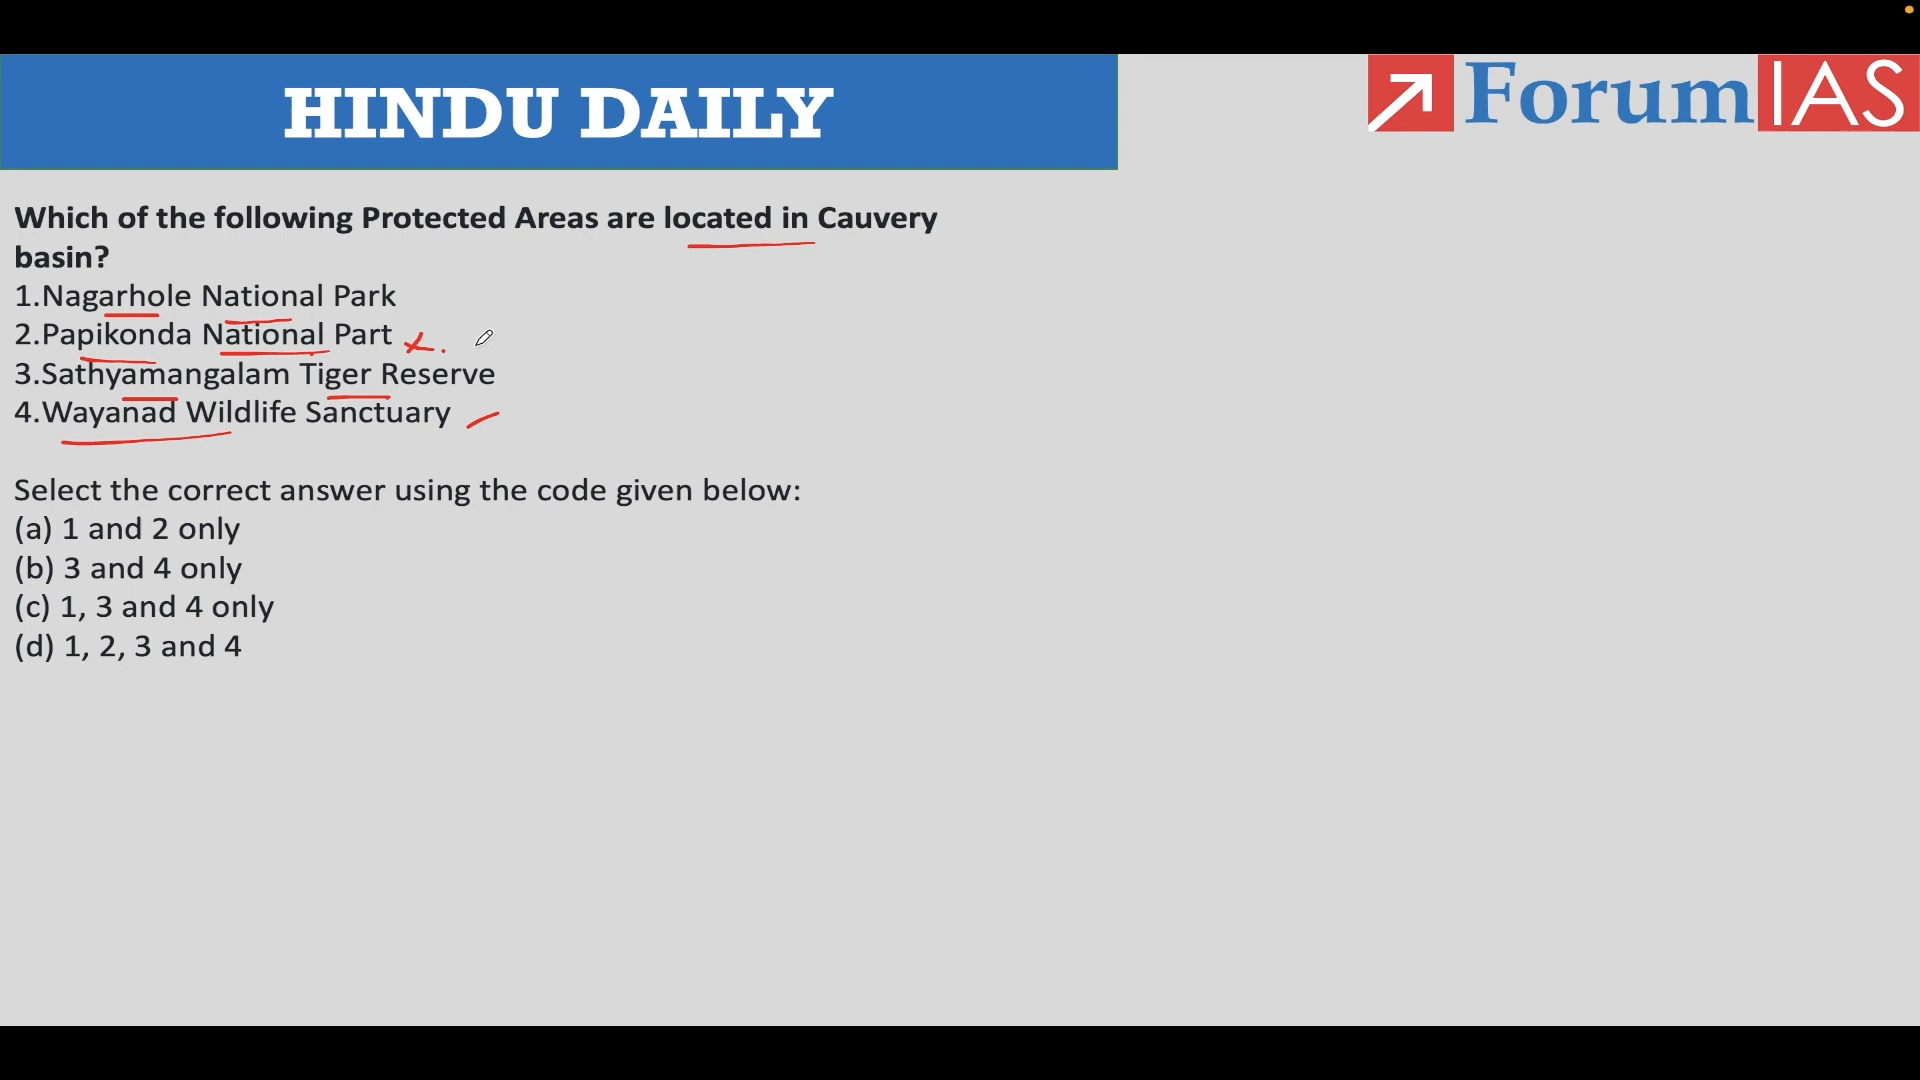 HINDU DAILY
ForumIAS
Which of the following Protected Areas are located in Cauvery
basin?
1.Nagarhole National Park
2.Papikonda National Part
3.Sathyamangalam Tiger Reserve
4.Wayanad Wildlife Sanctuary
Select the correct answer using the code given below:
(a) 1 and 2 only
(b) 3 and 4 only
(c) 1, 3 and 4 only
(d) 1, 2, 3 and 4